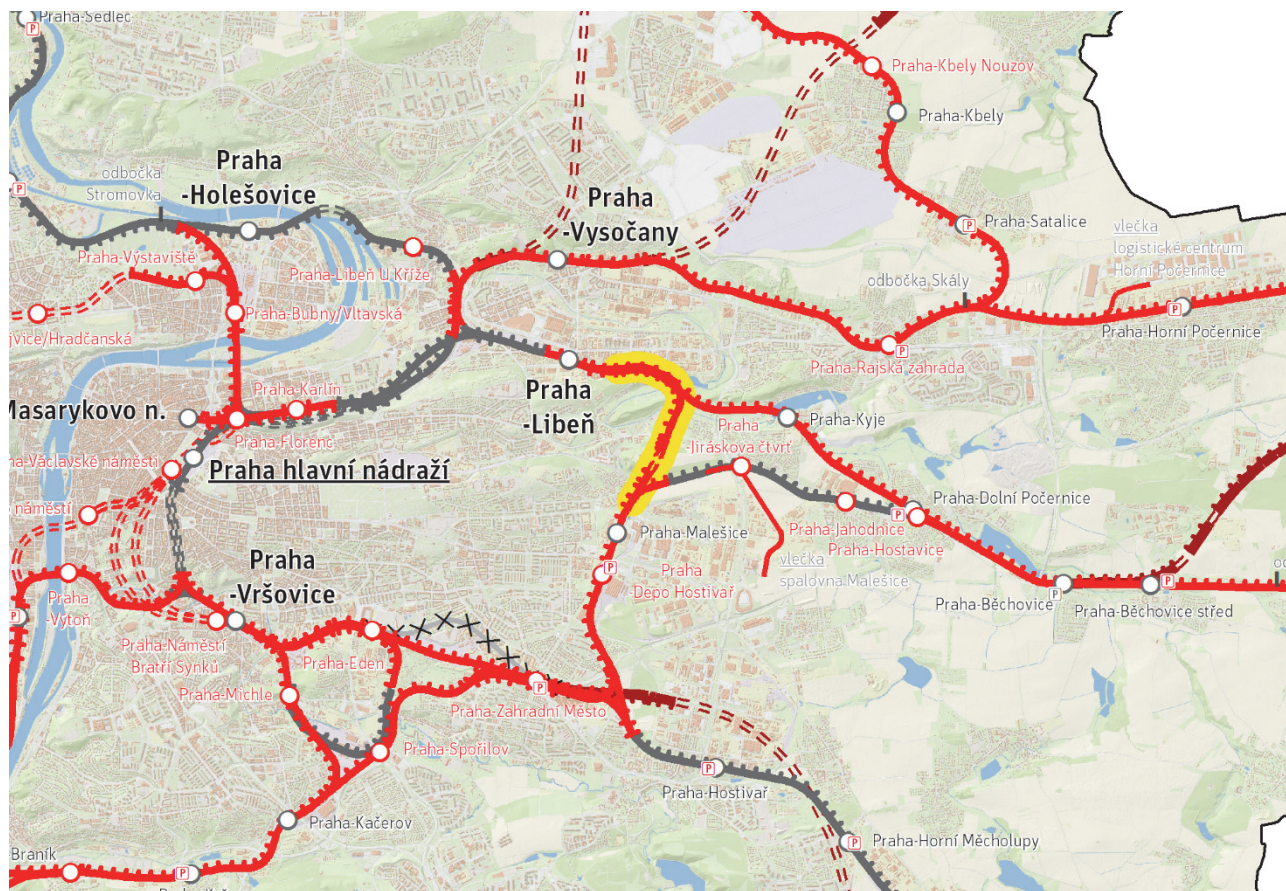 Praha-Sedlec
P
Praha-Kbely Nouzov
Praha-Kbely
odbočka
Stromovka
Praha
-Holešovice
P
Praha
-Vysočany
Praha-Satalice
P
vlečka
logistické centrum
Horní Počernice
Praha-Výstaviště
Praha-Libeň U Kříže
odbočka Skály
Praha-Bubny/Vltavská
P
Praha-Horní Počernice
jvice/Hradčanská
P
Praha-Rajská zahrada
Praha-Karlín
Praha
-Libeň
Masarykovo n.
Praha-Florenc
Praha-Kyje
Praha
-Jiráskova čtvrť
ha-Václavské náměstí
Praha hlavní nádraží
Praha-Dolní Počernice
náměstí
Praha-Jahodnice
P
Praha-Hostavice
Praha-Malešice
vlečka
spalovna Malešice
Praha
-Vršovice
P
Praha
Depo Hostivař
P
Praha-Běchovice
P
P
Praha-Běchovice střed
Praha
-Výtoň
P
Praha-Náměstí
Bratří Synků
Praha-Eden
Praha-Michle
P
Praha-Zahradní Město
Praha-Spořilov
P
Praha-Hostivař
Praha-Kačerov
P
Praha-Horní Měcholupy
Braník
P